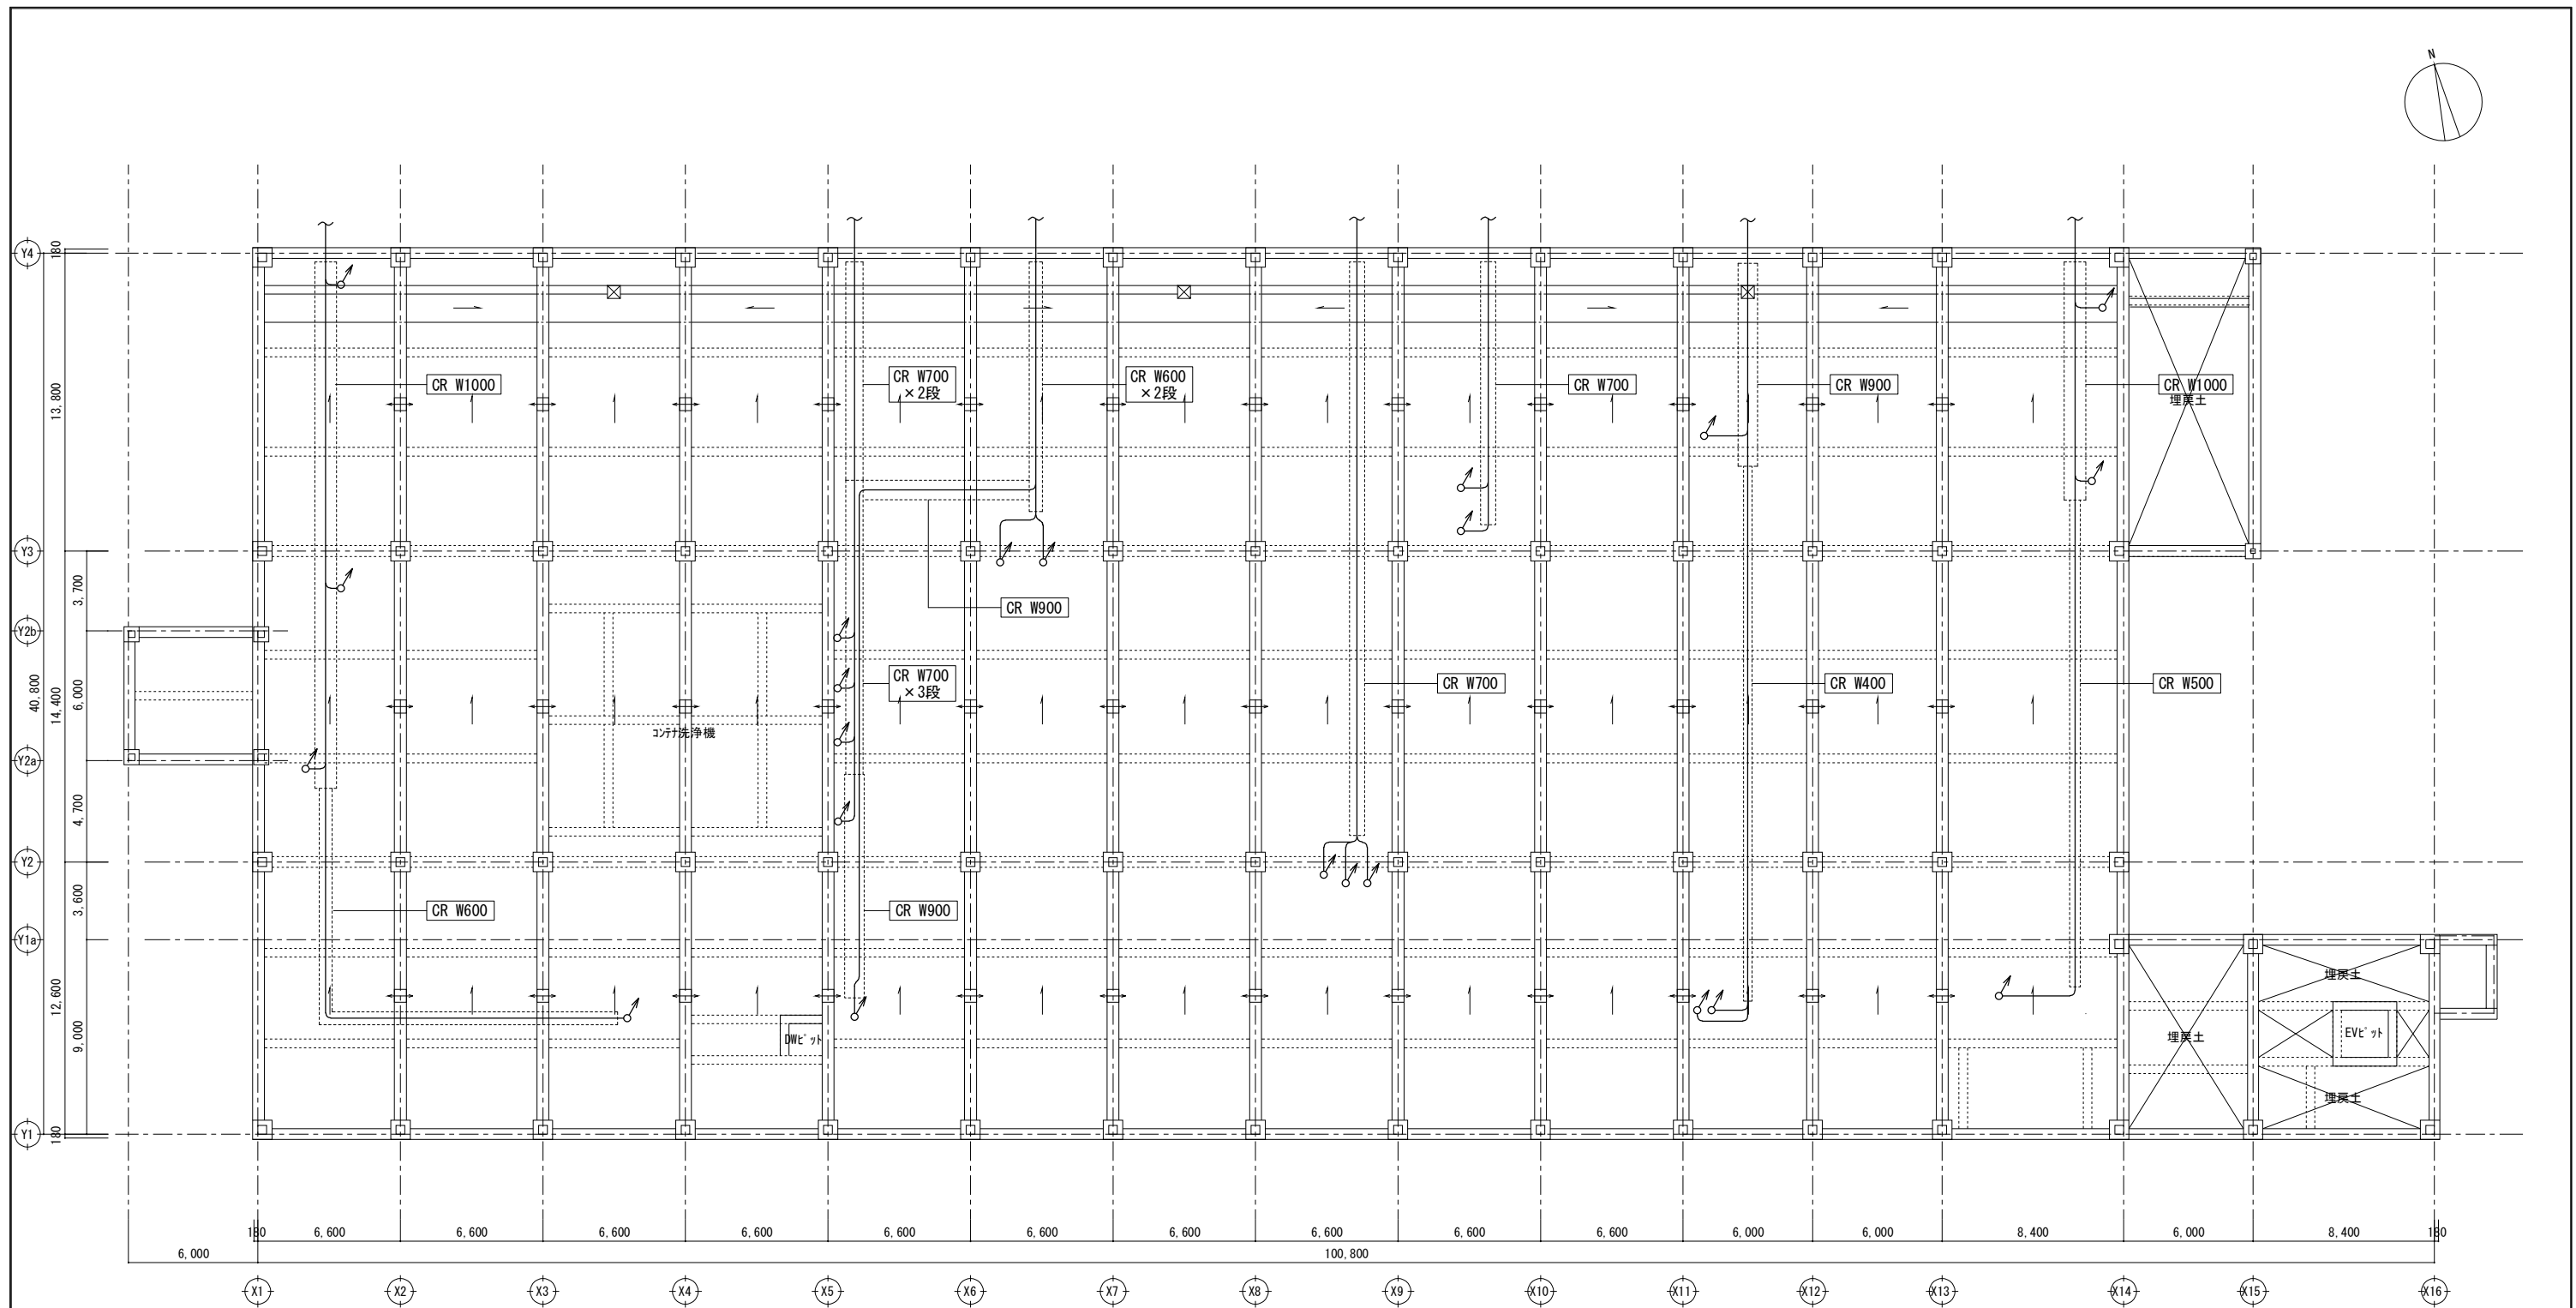 N
Y4
180
13,800
CR W1000
CR W700
×2段
CR W600
×2段
CR W700
CR W900
CR W1000
埋戻土
Y3
3,700
CR W900
Y2b
40,800
14,400
6,000
CR W700
×3段
CR W700
CR W400
CR W500
コンテナ洗浄機
Y2a
4,700
Y2
3,600
CR W600
CR W900
Y1a
12,600
9,000
埋戻土
埋戻土
EVピット
DWピット
埋戻土
Y1
180
180
6,600
6,600
6,600
6,600
6,600
6,600
6,600
6,600
6,600
6,600
6,000
6,000
8,400
6,000
8,400
180
6,000
100,800
X1
X2
X3
X4
X5
X6
X7
X8
X9
X10
X11
X12
X13
X14
X15
X16